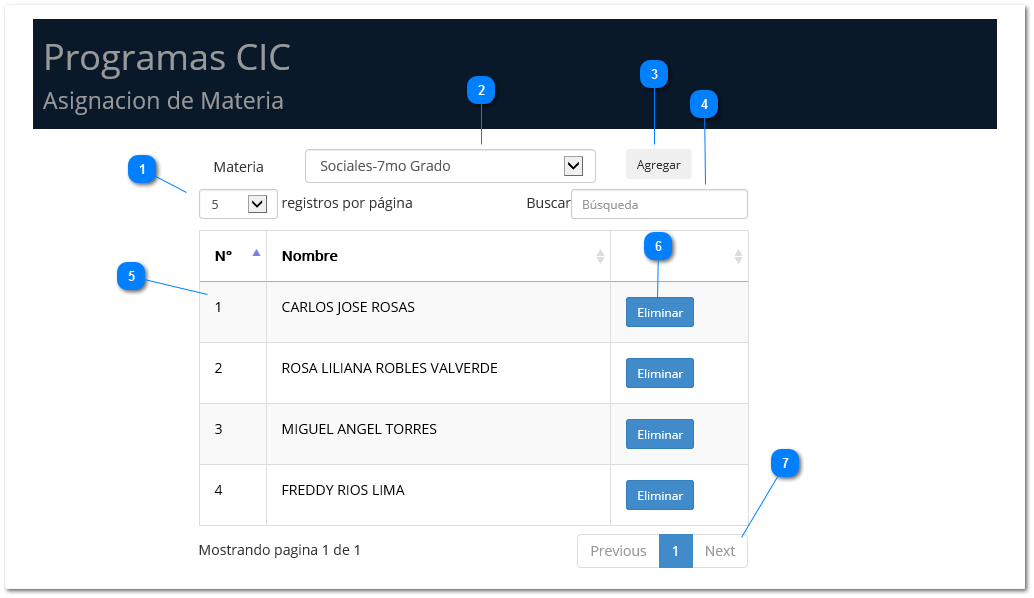 Programas CIC
Asignacion de Materia
2
3
4
1
Materia Sociales-7mo Grado Agregar
5 registros por página Buscar Búsqueda
N° Nombre
6
5
1 CARLOS JOSE ROSAS Eliminar
2 ROSA LILIANA ROBLES VALVERDE Eliminar
3 MIGUEL ANGEL TORRES Eliminar
7
4 FREDDY RIOS LIMA Eliminar
Mostrando pagina 1 de 1 Previous 1 Next